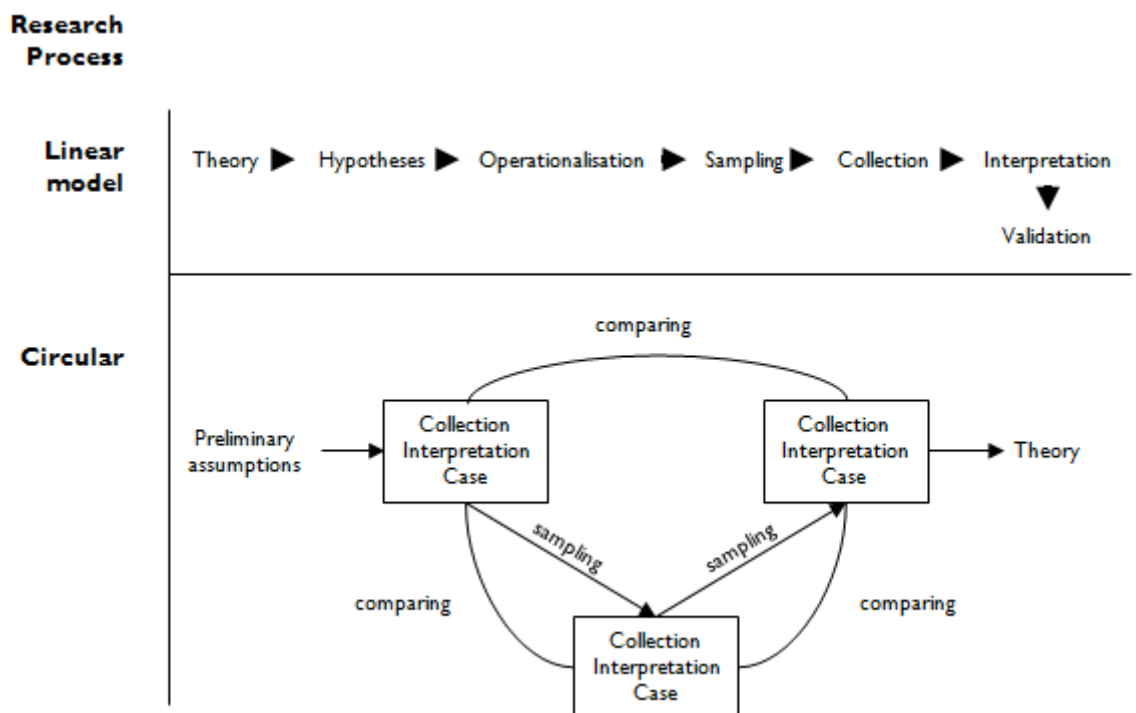 Research
Process
Linear
model
Theory Hypotheses Operationalisation Sampling Collection Interpretation
Validation
Circular
comparing
Preliminary
assumptions
Collection
Interpretation
Case
Collection
Interpretation
Case
Theory
sampling
sampling
comparing
comparing
Collection
Interpretation
Case